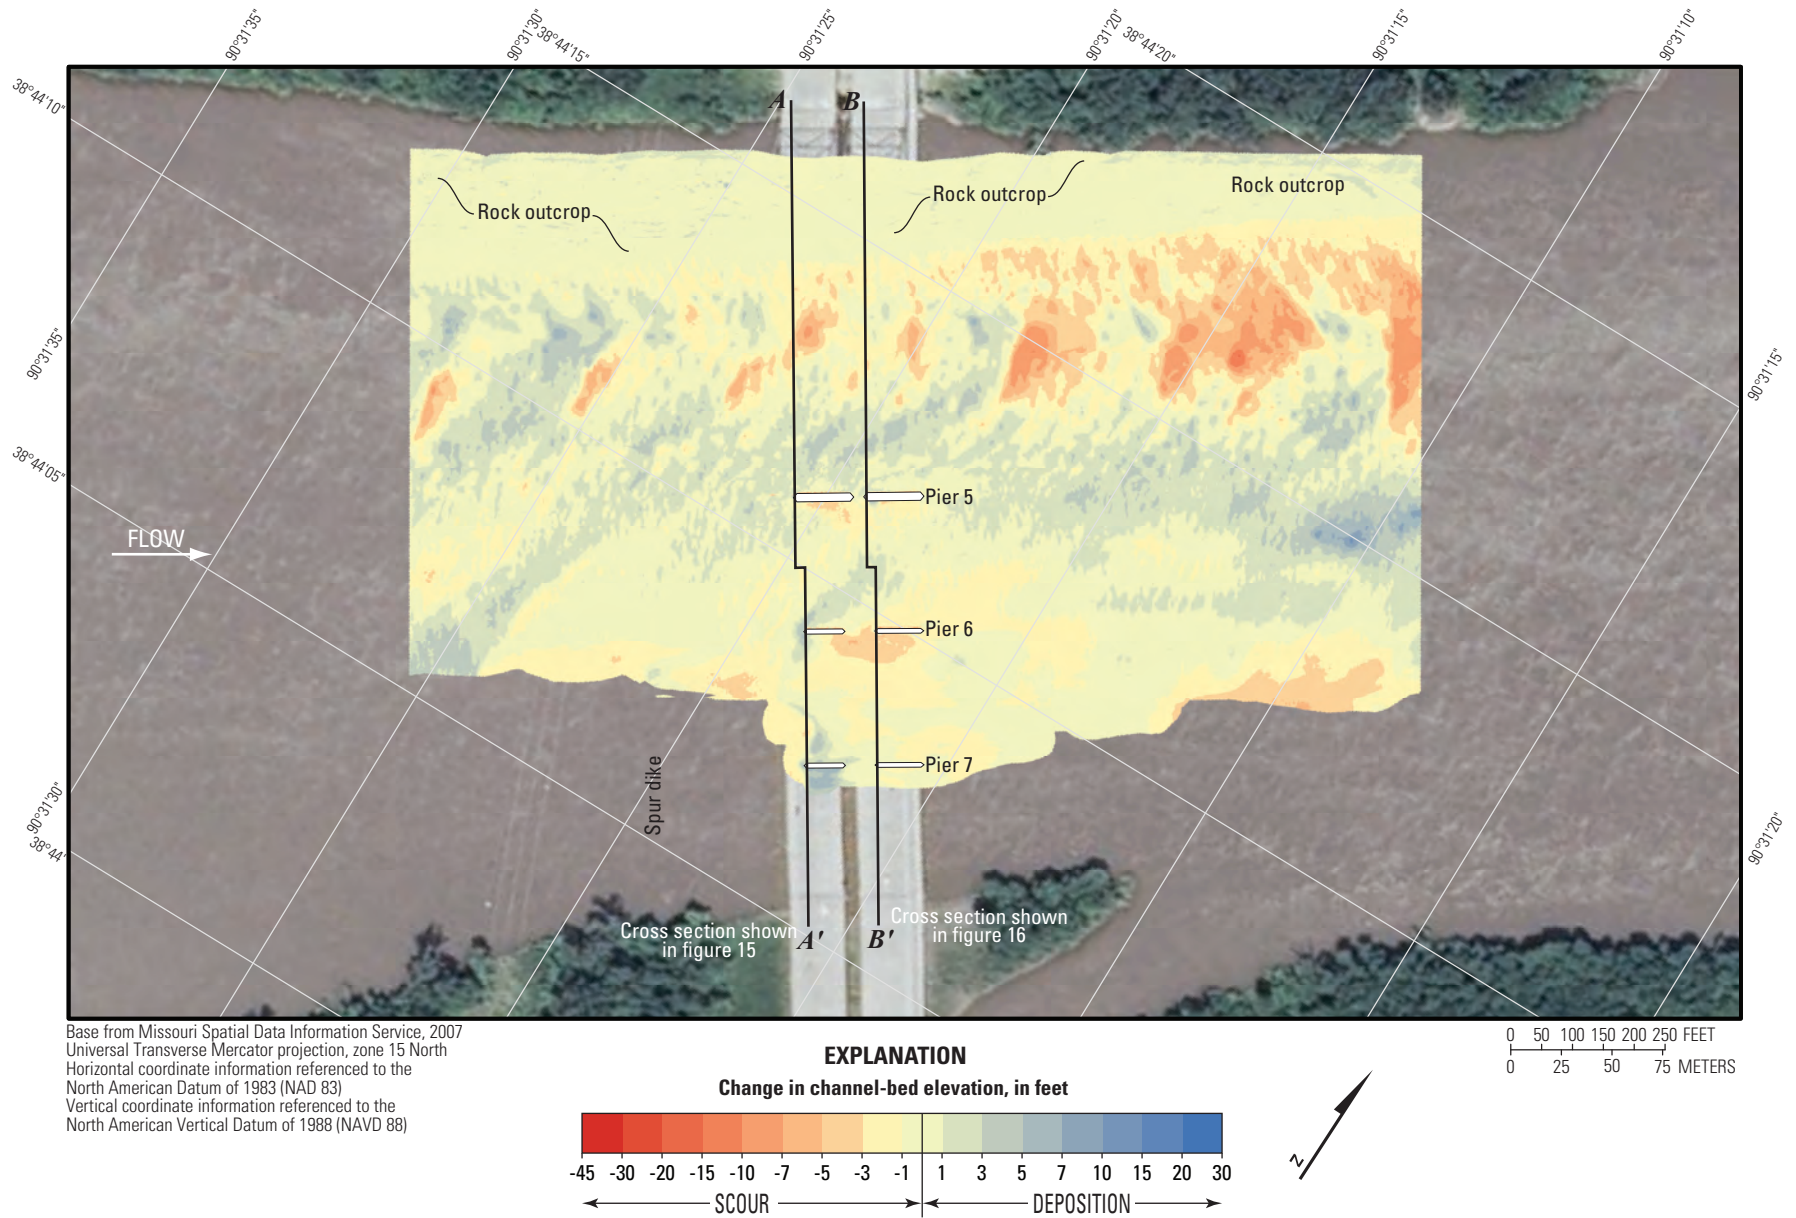 90°31'35"
90°31'30"
38°44'15"
90°31'25"
90°31'20"
38°44'20"
90°31'15"
90°31'10"
38°44'10"
A
B
Rock outcrop
Rock outcrop
Rock outcrop
90°31'35"
90°31'15"
38°44'05"
Pier 5
FLOW
Pier 6
Pier 7
Spur dike
90°31'30"
38°44'
90°31'20"
Cross section shown
in figure 15
A'
B'
Cross section shown
in figure 16
Base from Missouri Spatial Data Information Service, 2007
Universal Transverse Mercator projection, zone 15 North
Horizontal coordinate information referenced to the
North American Datum of 1983 (NAD 83)
Vertical coordinate information referenced to the
North American Vertical Datum of 1988 (NAVD 88)
0 50 100 150 200 250 FEET
0 25 50 75 METERS
EXPLANATION
Change in channel-bed elevation, in feet
-45 -30 -20 -15 -10 -7 -5 -3 -1 1 3 5 7 10 15 20 30
SCOUR DEPOSITION
N